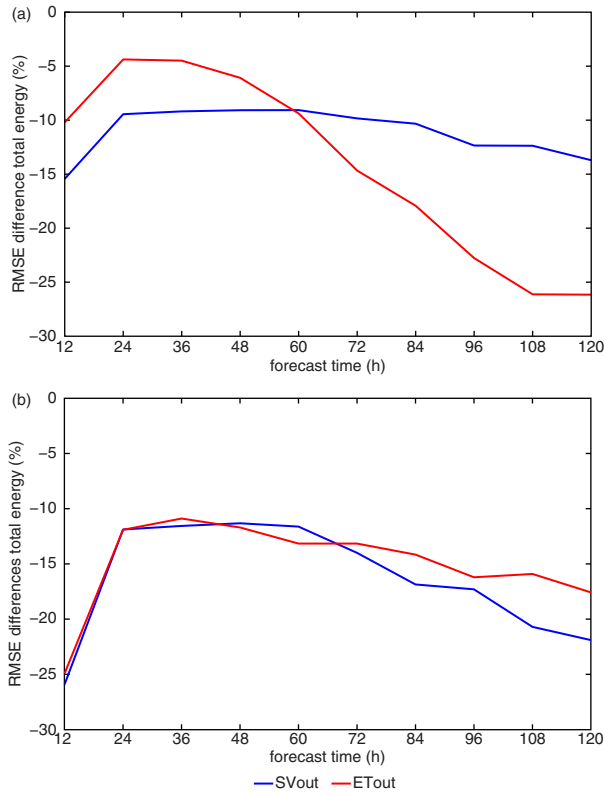 (a)
RMSE difference total energy (%)
0
−5
−10
−15
−20
−25
−30
12 24 36 48 60 72 84 96 108 120
forecast time (h)
(b)
RMSE differences total energy (%)
0
−5
−10
−15
−20
−25
−30
12 24 36 48 60 72 84 96 108 120
forecast time (h)
SVout ETout